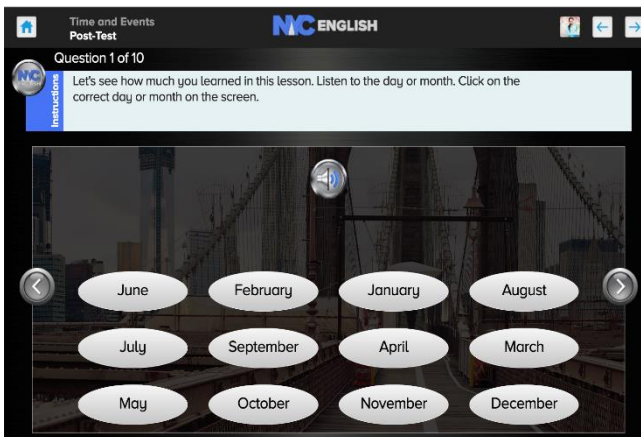 Time and Events
Post-Test
NYC ENGLISH
Question 1 of 10
NYC
Instructions
Let's see how much you learned in this lesson. Listen to the day or month. Click on the
correct day or month on the screen.
June February January August
July September April March
May October November December